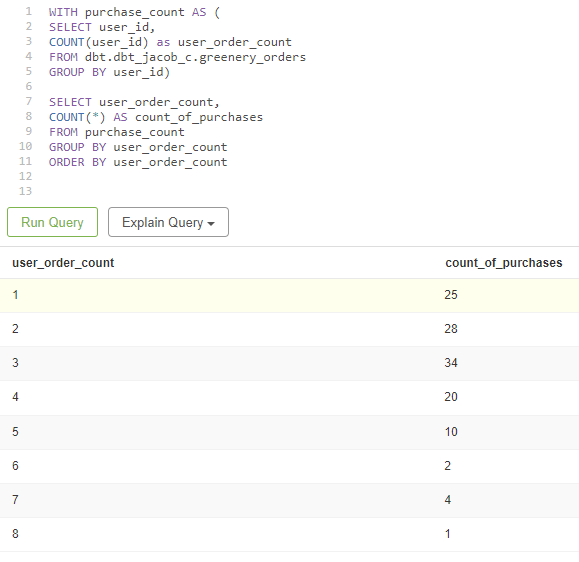 1 WITH purchase_count AS (
2 SELECT user_id,
3 COUNT(user_id) as user_order_count
4 FROM dbt.dbt_jacob_c.greenery_orders
5 GROUP BY user_id)
6
7 SELECT user_order_count,
8 COUNT(*) AS count_of_purchases
9 FROM purchase_count
10 GROUP BY user_order_count
11 ORDER BY user_order_count
12
13
Run Query Explain Query
user_order_count count_of_purchases
1 25
2 28
3 34
4 20
5 10
6 2
7 4
8 1